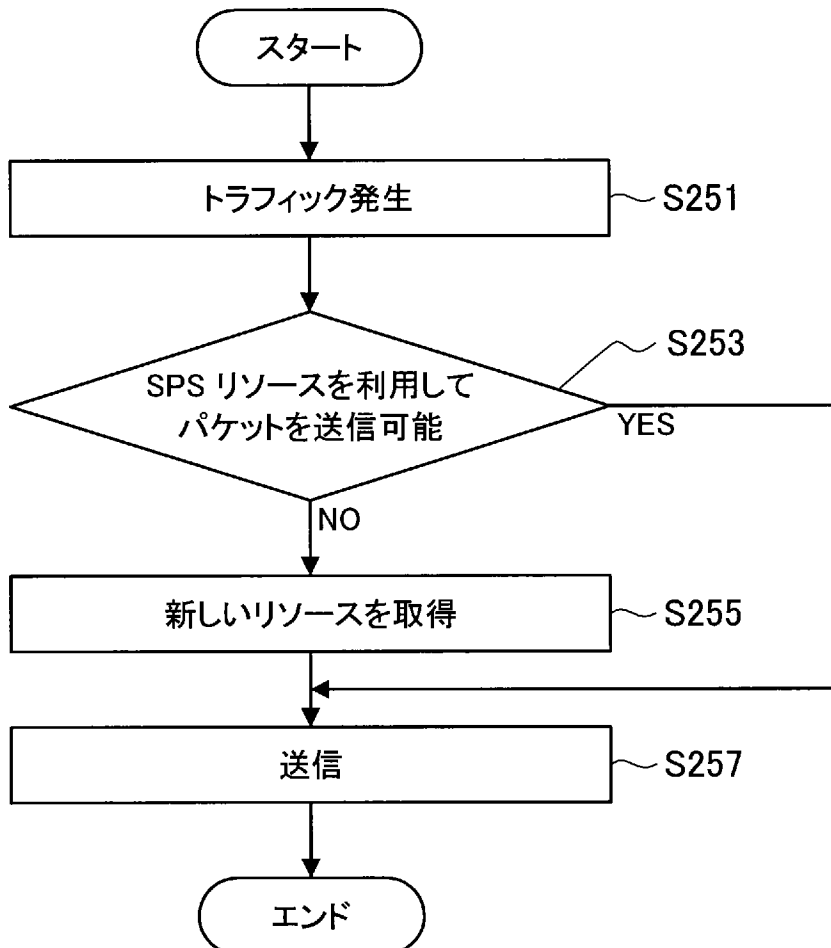 スタート
トラフィック発生
S251
S253
SPS リソースを利用して
パケットを送信可能
YES
NO
新しいリソースを取得
S255
送信
S257
エンド